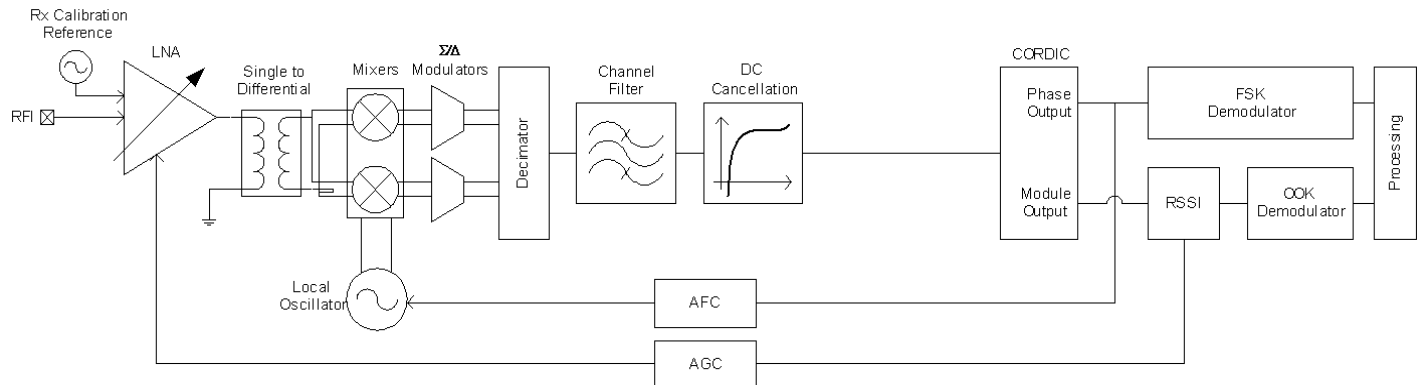 Rx Calibration
Reference
LNA
RFI
Single to
Differential
Mixers
Σ/Δ
Modulators
Decimator
Channel
Filter
DC
Cancellation
CORDIC
Phase
Output
Module
Output
FSK
Demodulator
RSSI
OOK
Demodulator
Processing
Local
Oscillator
AFC
AGC